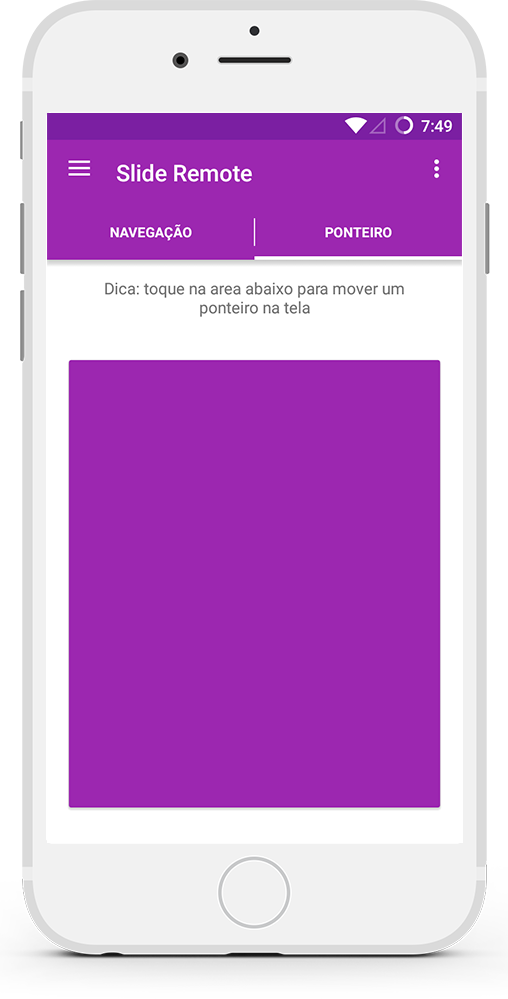 7:49
Slide Remote
NAVEGAÇÃO
PONTEIRO
Dica: toque na area abaixo para mover um
ponteiro na tela